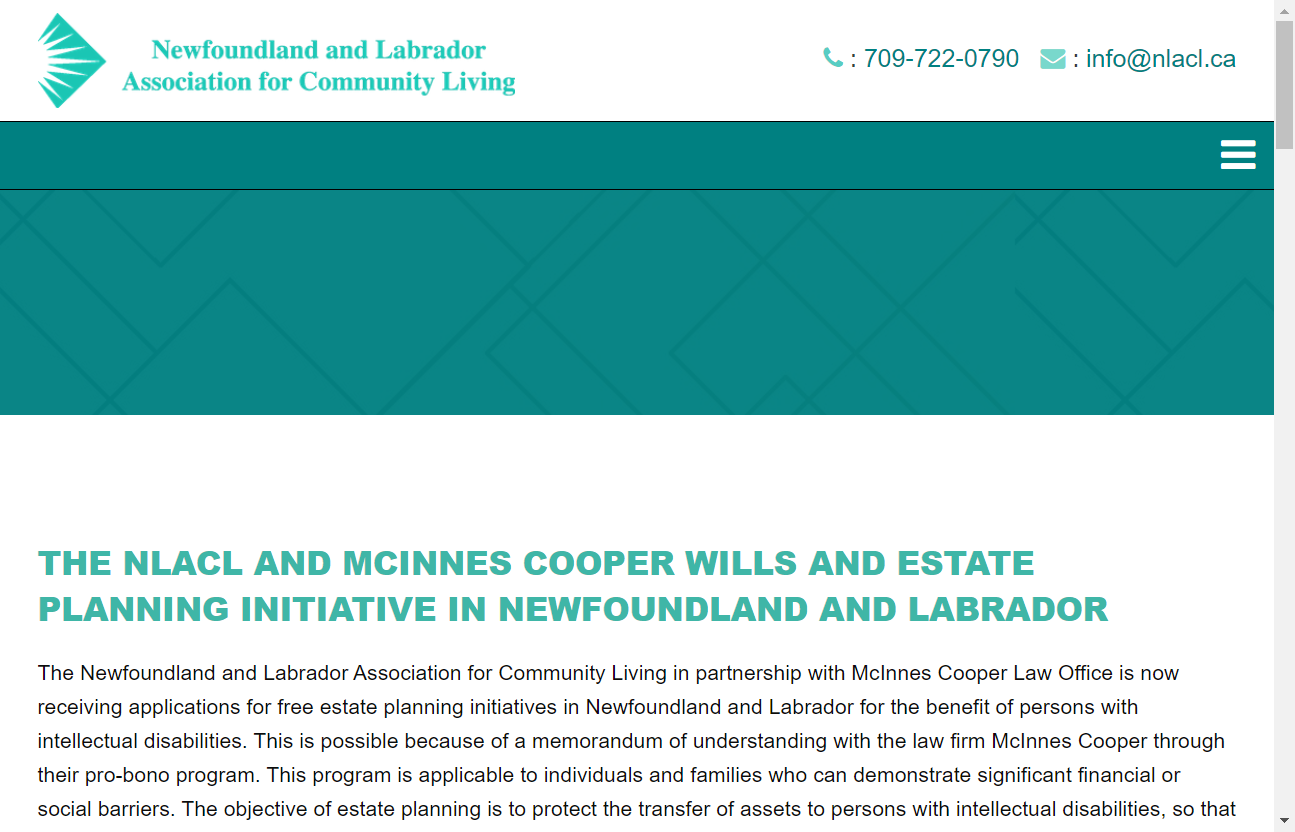 Newfoundland and Labrador
Association for Community Living
: 709-722-0790 : info@nlacl.ca
THE NLACL AND MCINNES COOPER WILLS AND ESTATE
PLANNING INITIATIVE IN NEWFOUNDLAND AND LABRADOR
The Newfoundland and Labrador Association for Community Living in partnership with McInnes Cooper Law Office is now
receiving applications for free estate planning initiatives in Newfoundland and Labrador for the benefit of persons with
intellectual disabilities. This is possible because of a memorandum of understanding with the law firm McInnes Cooper through
their pro-bono program. This program is applicable to individuals and families who can demonstrate significant financial or
social barriers. The objective of estate planning is to protect the transfer of assets to persons with intellectual disabilities, so that